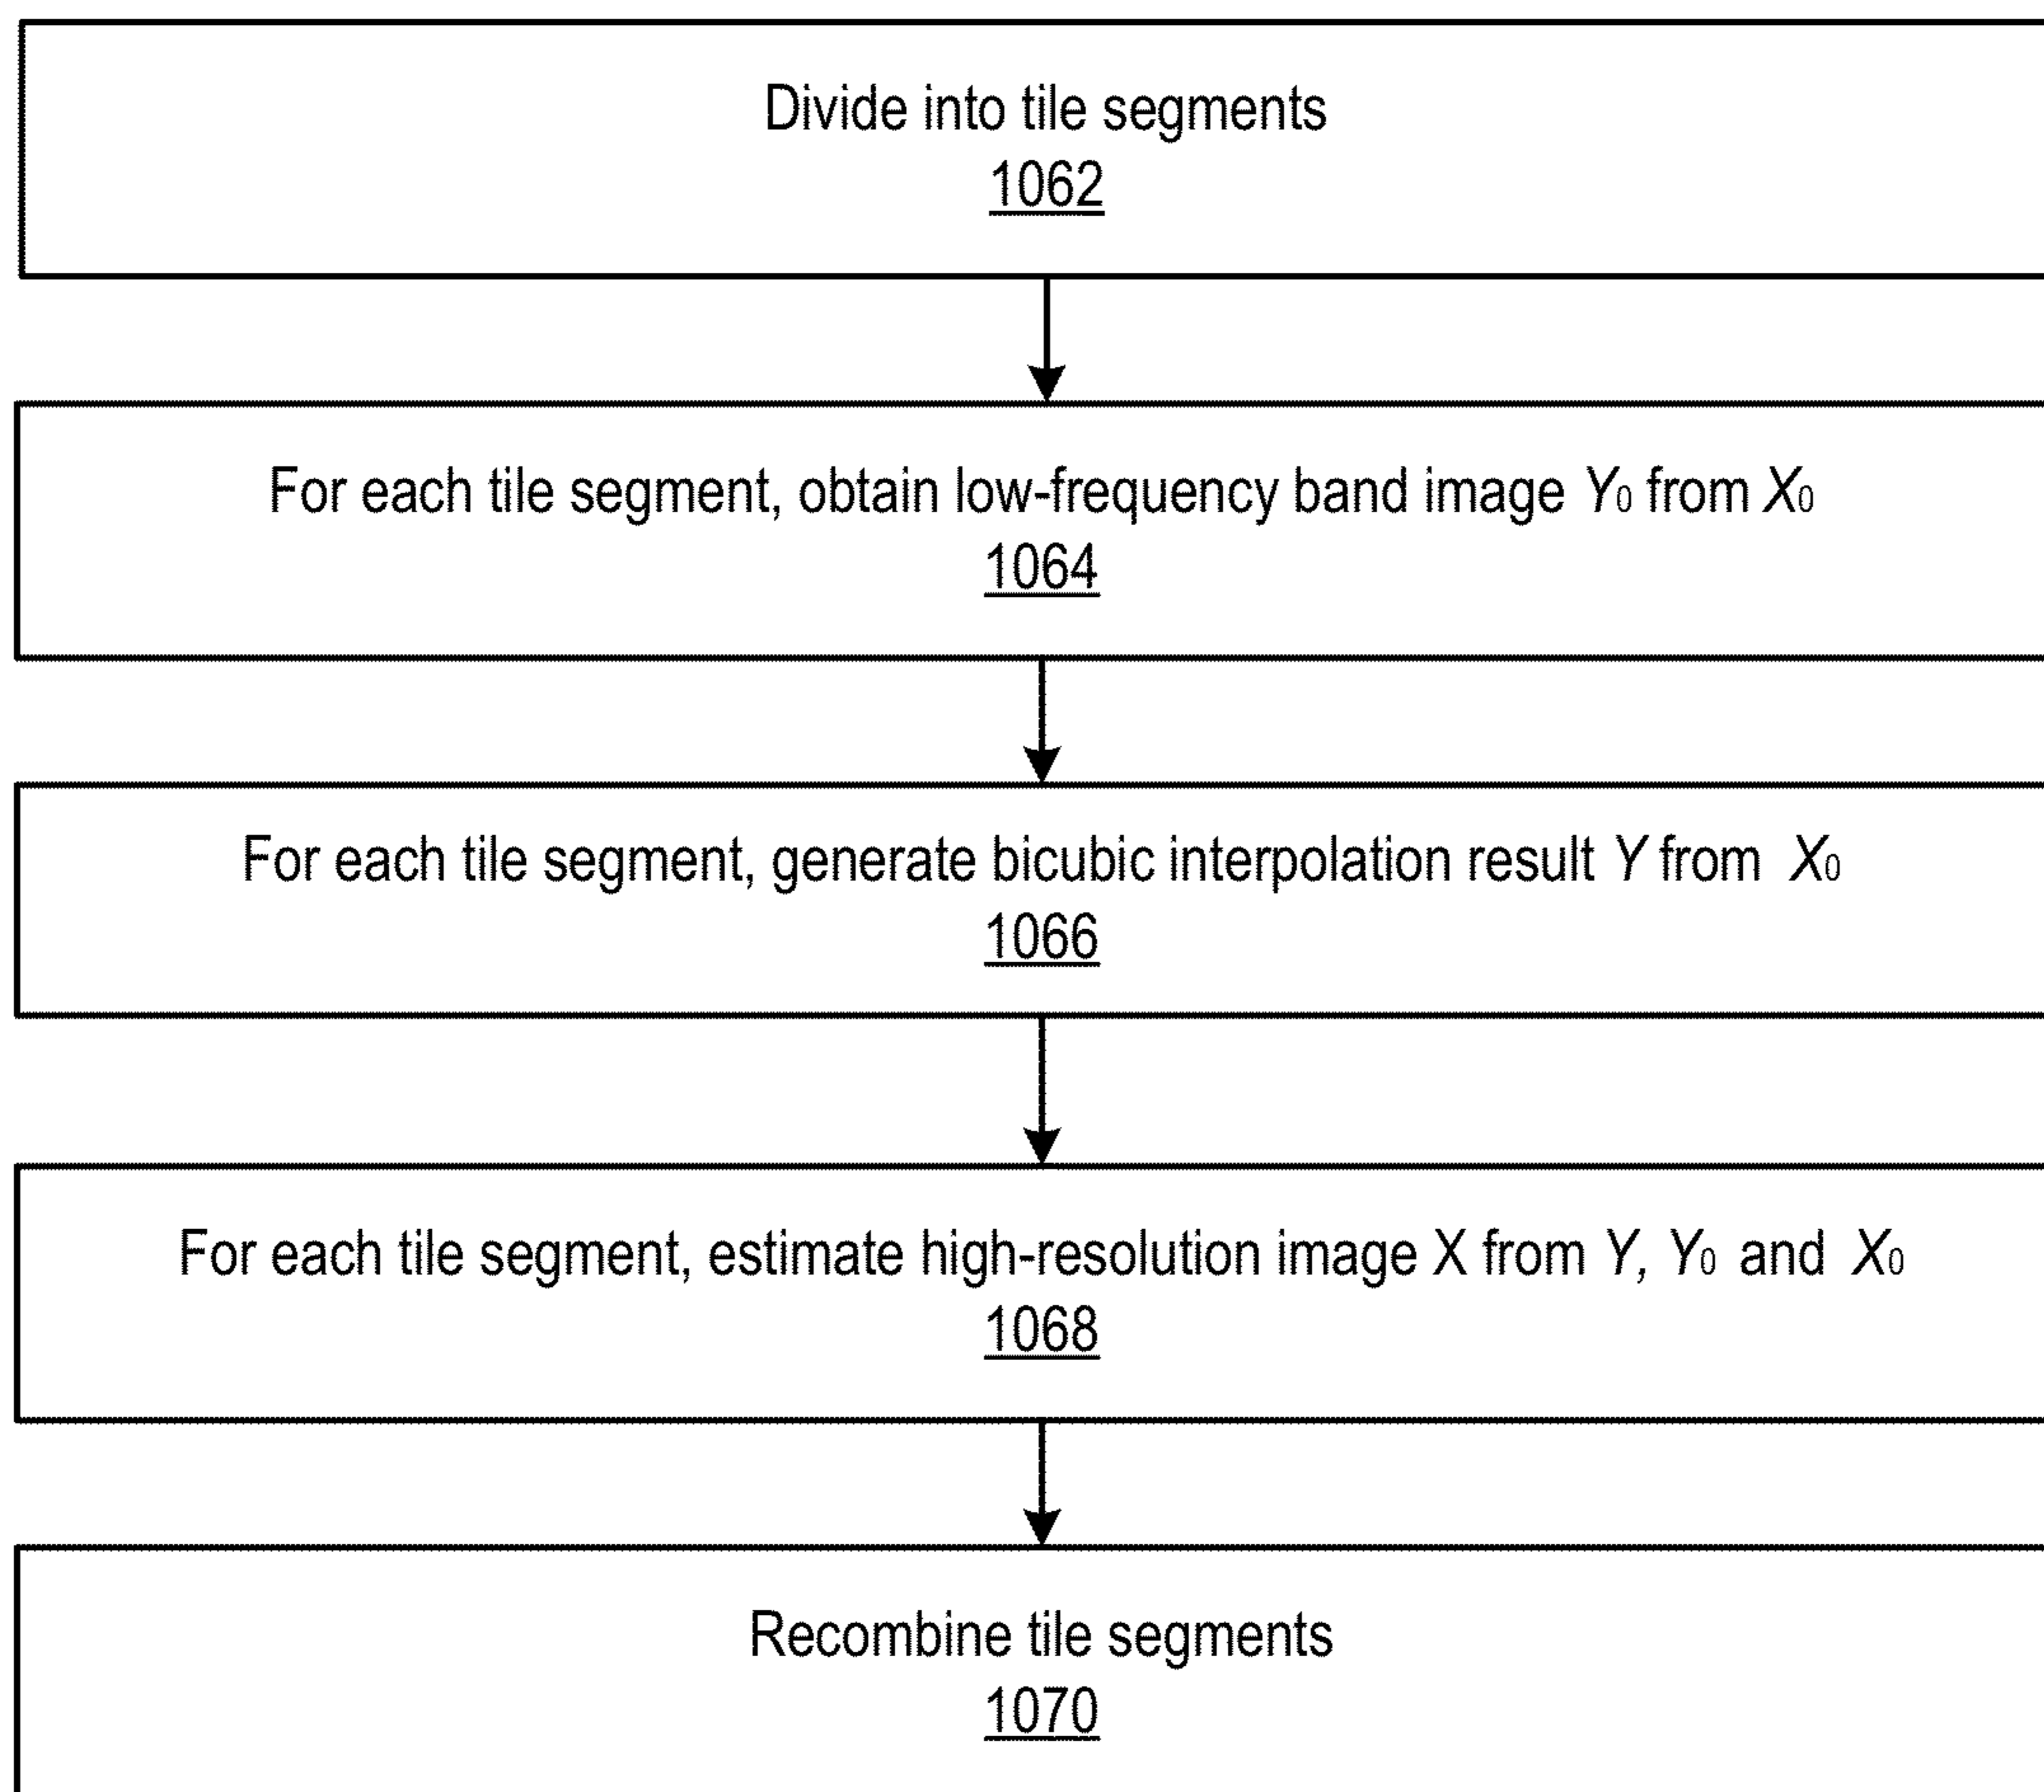 Divide into tile segments
1062
For each tile segment, obtain low-frequency band image Y0 from X0
1064
For each tile segment, generate bicubic interpolation result Y from X0
1066
For each tile segment, estimate high-resolution image X from Y, Y0 and X0
1068
Recombine tile segments
1070